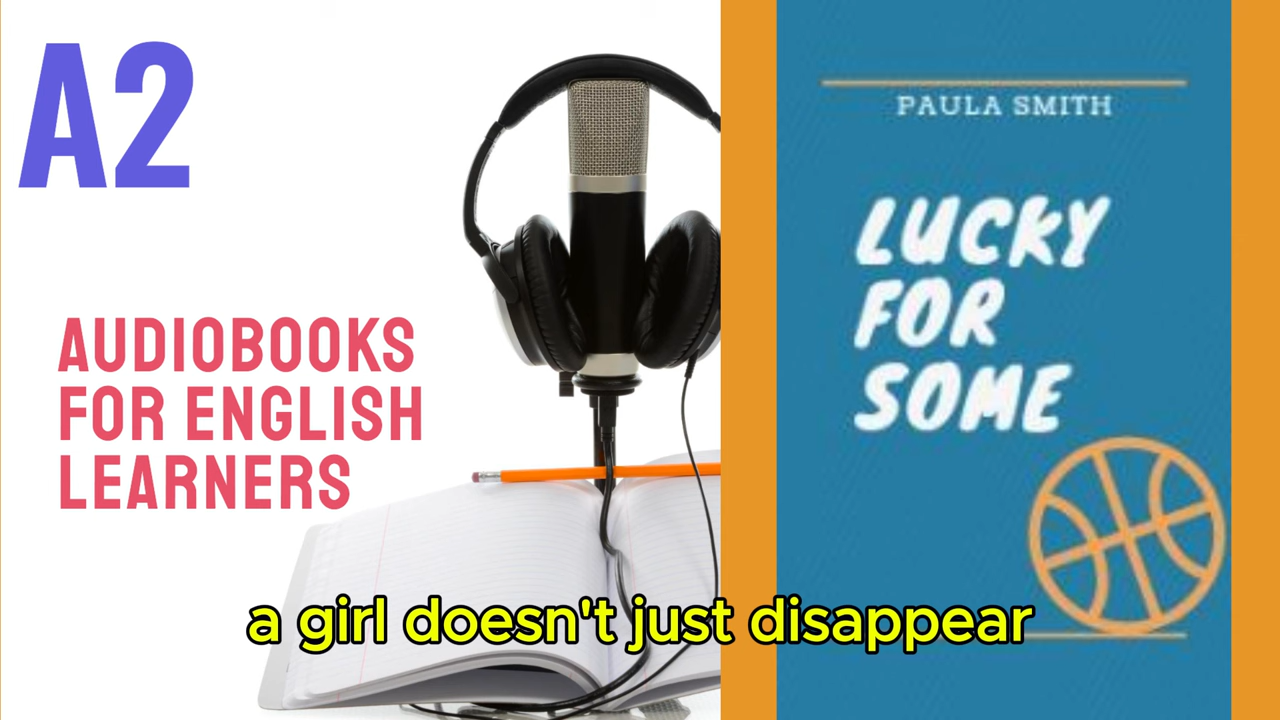 A2
AUDIOBOOKS
FOR ENGLISH
LEARNERS
PAULA SMITH
LUCKY
FOR
SOME
a girl doesn't just disappear